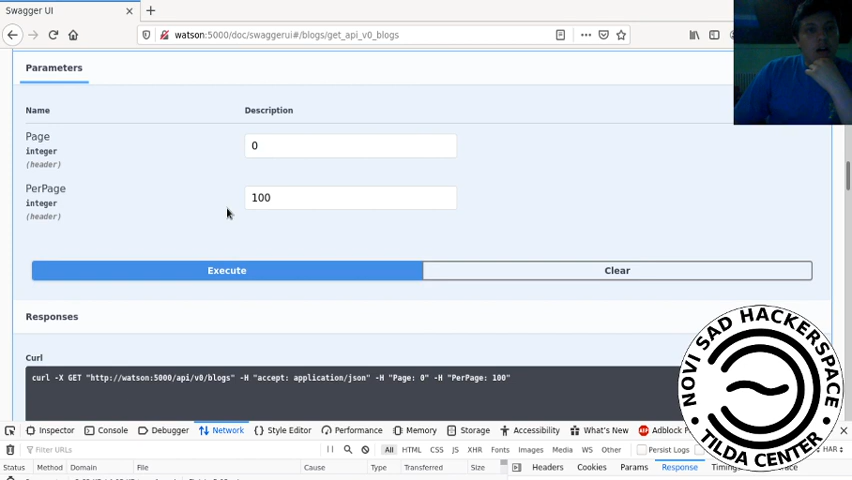 Swagger UI
watson:5000/doc/swaggerui#/blogs/get_api_v0_blogs
Parameters
Name Description
Page
integer
(header)
0
PerPage
integer
(header)
100
Execute Clear
Responses
Curl
curl -X GET "http://watson:5000/api/v0/blogs" -H "accept: application/json" -H "Page: 0" -H "PerPage: 100"
NOVI SAD HACKERSPACE
TILDA CENTER
Inspector Console Debugger Network Style Editor Performance Memory Storage Accessibility What's New Adblock
Filter URLs All HTML CSS JS XHR Fonts Images Media WS Other Persist Logs HAR
Status Method Domain File Cause Type Transferred Size Headers Cookies Params Response